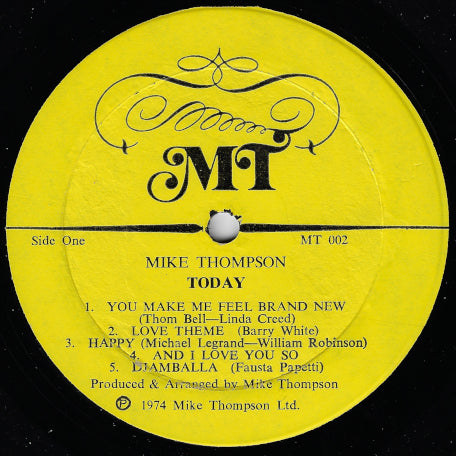 MT
Side One MT 002
MIKE THOMPSON
TODAY
1. YOU MAKE ME FEEL BRAND NEW
(Thom Bell—Linda Creed)
2. LOVE THEME (Barry White)
3. HAPPY (Michael Legrand—William Robinson)
4. AND I LOVE YOU SO
5. DJAMBALLA (Fausta Papetti)
Produced & Arranged by Mike Thompson
Ⓟ 1974 Mike Thompson Ltd.